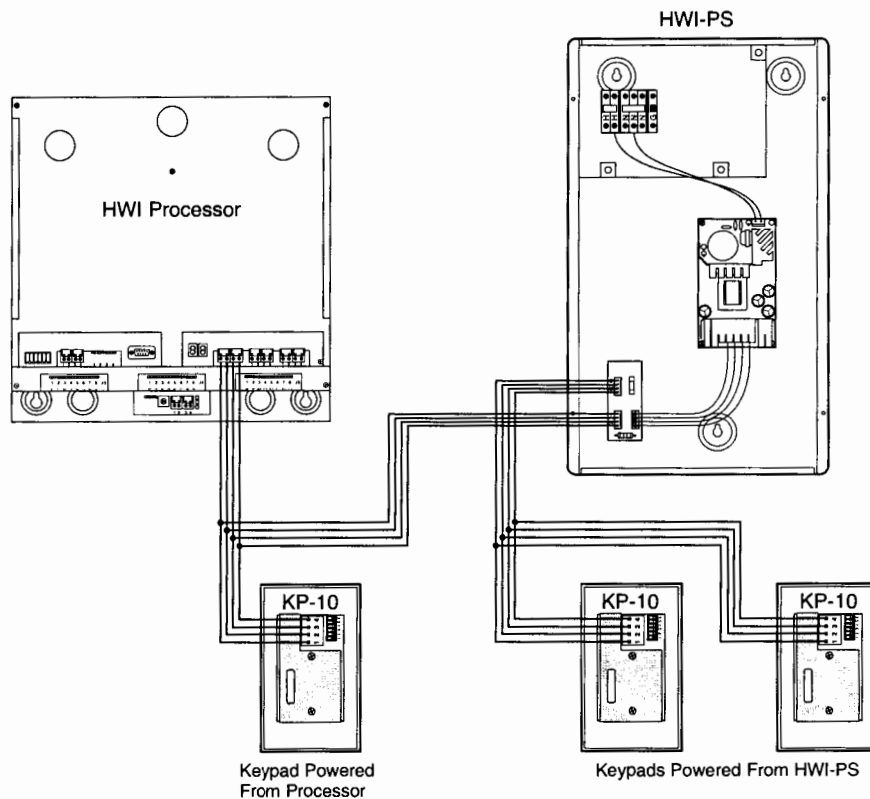 HWI-PS
H H N N N G
HWI Processor
KP-10
KP-10
KP-10
Keypad Powered
From Processor
Keypads Powered From HWI-PS